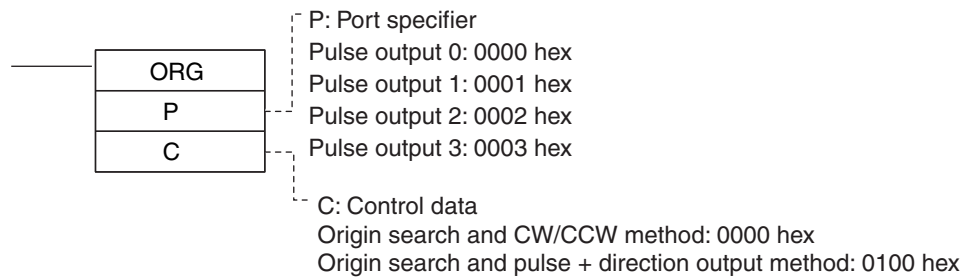 ORG
P
C
P: Port specifier
Pulse output 0: 0000 hex
Pulse output 1: 0001 hex
Pulse output 2: 0002 hex
Pulse output 3: 0003 hex
C: Control data
Origin search and CW/CCW method: 0000 hex
Origin search and pulse + direction output method: 0100 hex